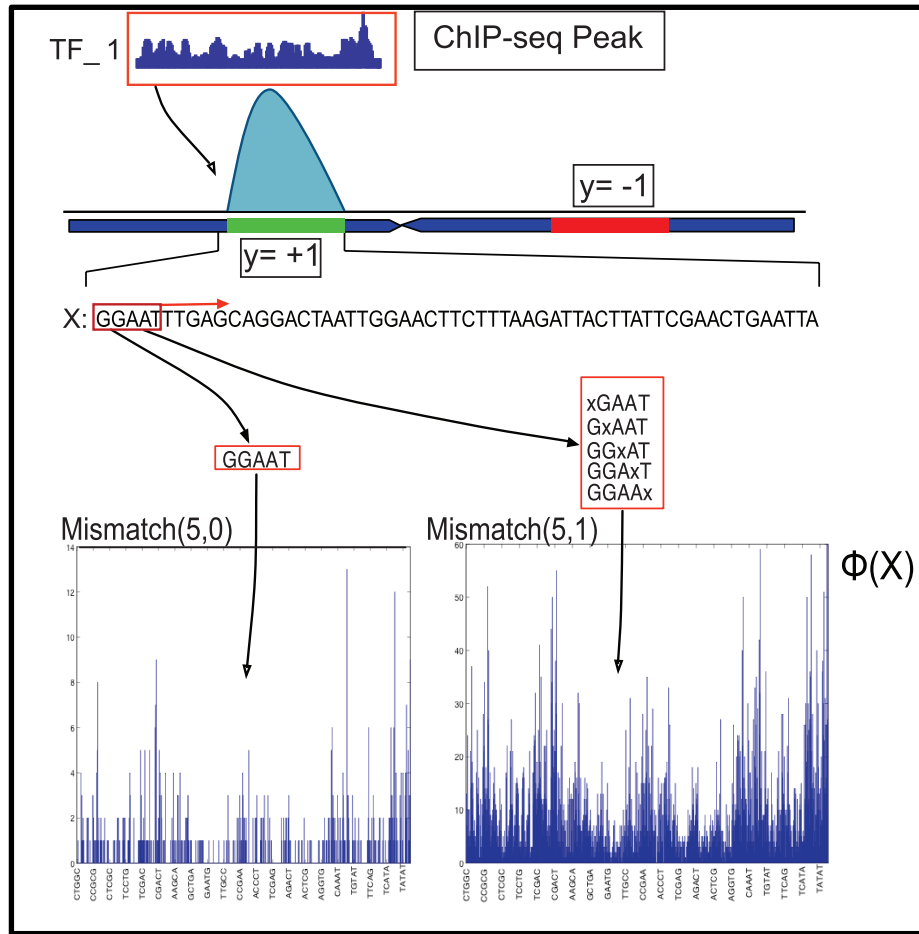 TF_ 1
ChIP-seq Peak
y= -1
y= +1
X: GGAATTTGAGCAGGACTAATTGGAACTTCTTTAAGATTACTTATTCGAACTGAATTA
xGAAT
GxAAT
GGxAT
GGAxT
GGAAx
GGAAT
Mismatch(5,0)
Mismatch(5,1)
Φ(X)
14
12
10
8
6
4
2
0
CTGGC
CCGCG
CTCGC
TCCTG
TCGAC
CGACT
AAGCA
GCTGA
GAATG
TTGCC
CCGAA
ACCCT
TCGAG
AGACT
ACTCG
AGGTG
CAAAT
TGTAT
TTCAG
TCATA
TATAT
60
50
40
30
20
10
0
CTGGC
CCGCG
CTCGC
TCCTG
TCGAC
CGACT
AAGCA
GCTGA
GAATG
TTGCC
CCGAA
ACCCT
TCGAG
AGACT
ACTCG
AGGTG
CAAAT
TGTAT
TTCAG
TCATA
TATAT